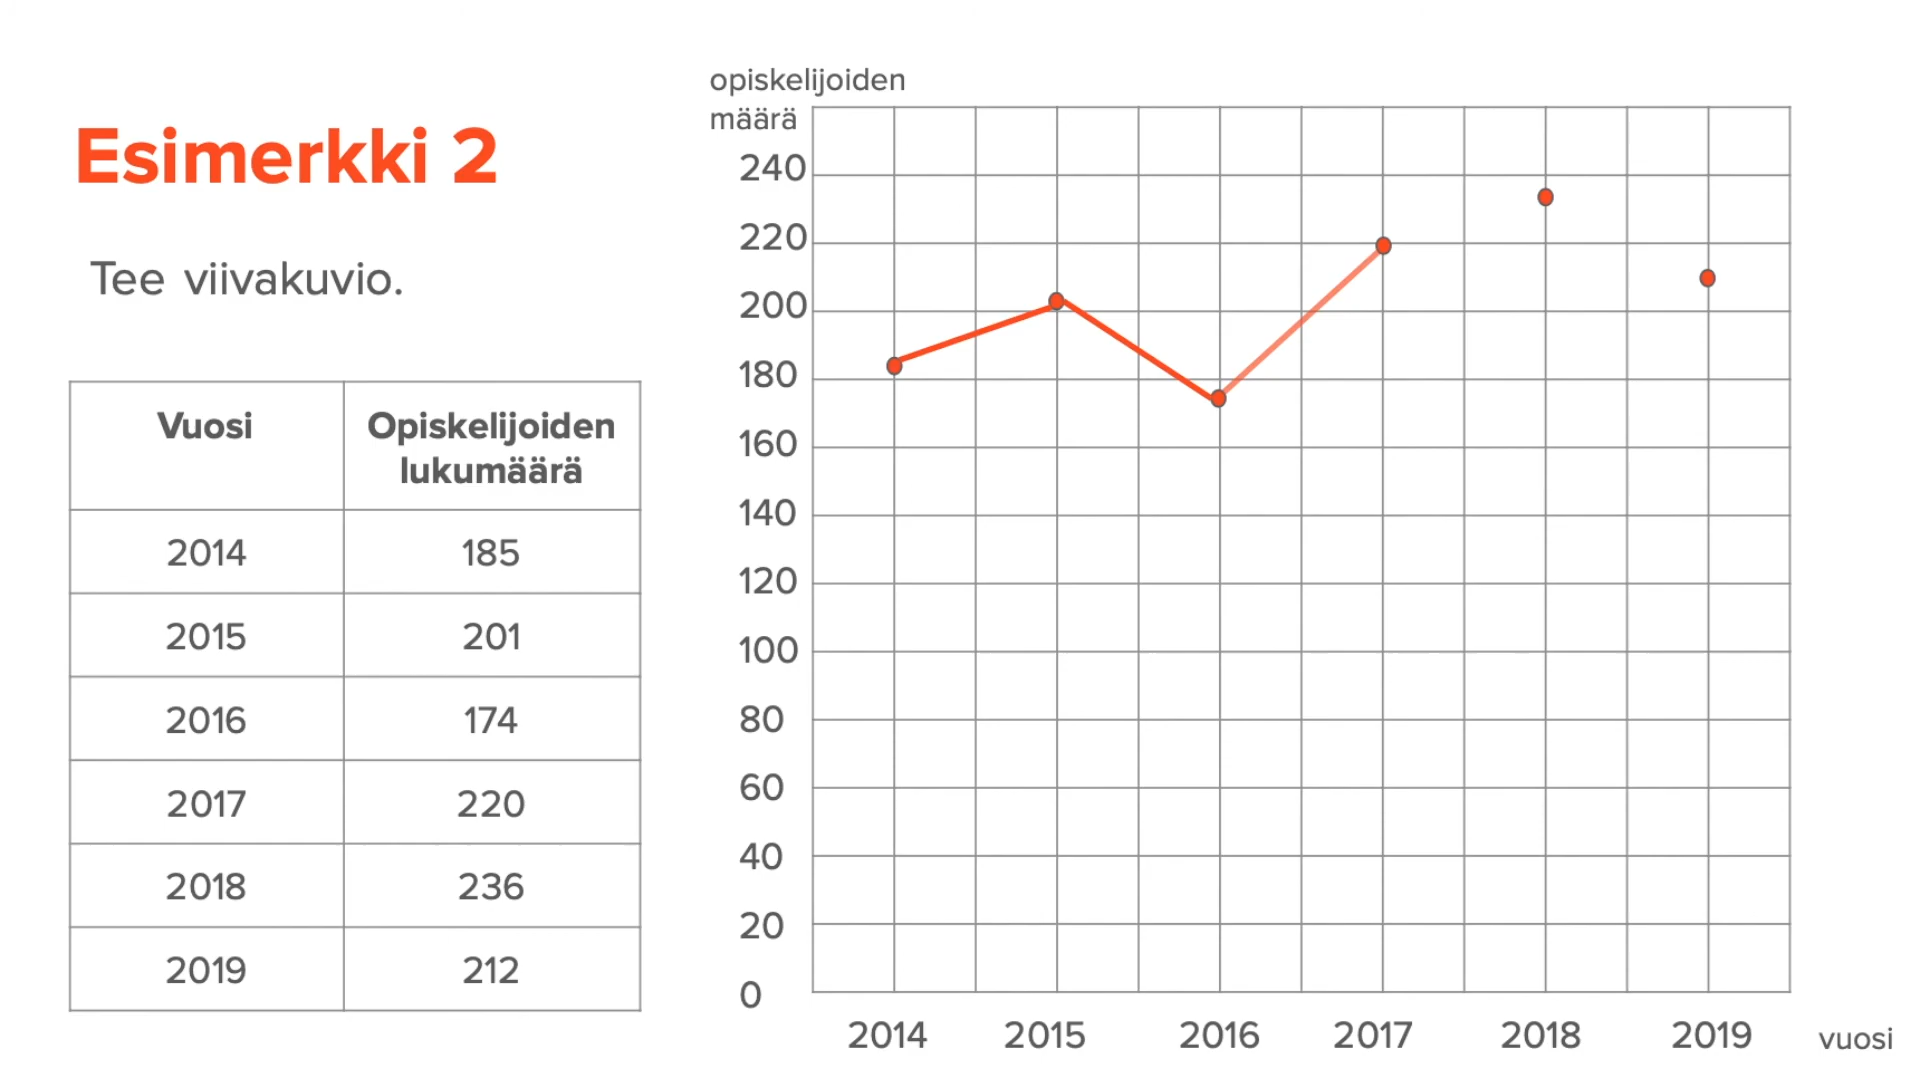 Esimerkki 2
Tee viivakuvio.
Vuosi Opiskelijoiden
lukumäärä
2014 185
2015 201
2016 174
2017 220
2018 236
2019 212
opiskelijoiden
määrä
240
220
200
180
160
140
120
100
80
60
40
20
0
2014 2015 2016 2017 2018 2019 vuosi